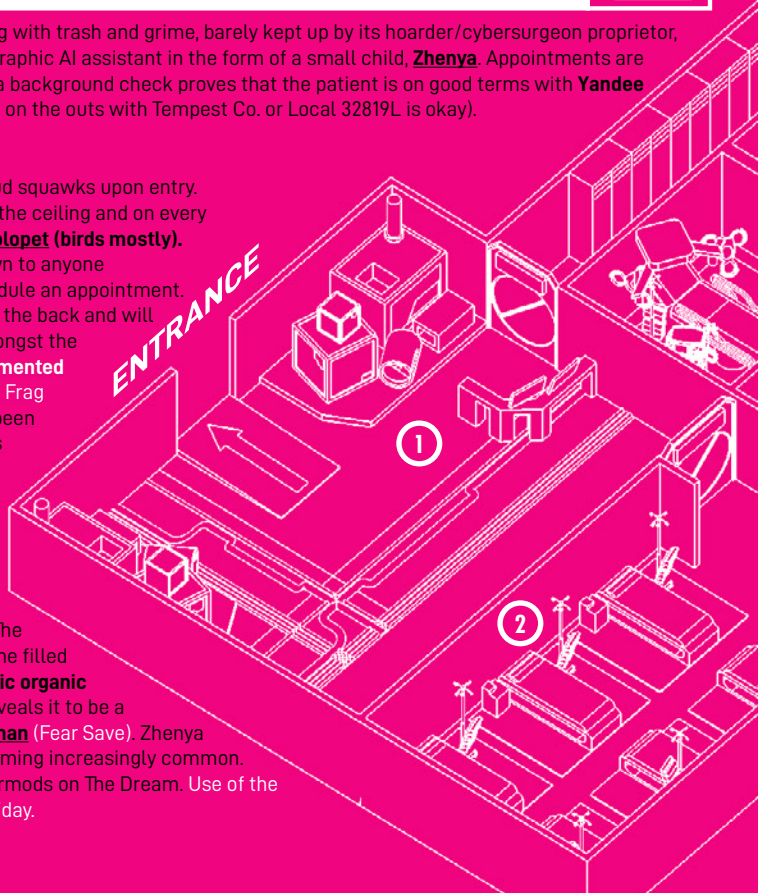 g with trash and grime, barely kept up by its hoarder/cybersurgeon proprietor,
raphic AI assistant in the form of a small child, Zhenya. Appointments are
a background check proves that the patient is on good terms with Yandee
on the outs with Tempest Co. or Local 32819L is okay).
ud squawks upon entry.
the ceiling and on every
olopet (birds mostly).
wn to anyone
dule an appointment.
the back and will
ongst the
mented
Frag
been
s
ENTRANCE
1
2
The
ne filled
ic organic
veals it to be a
man (Fear Save). Zhenya
ming increasingly common.
ermods on The Dream. Use of the
day.